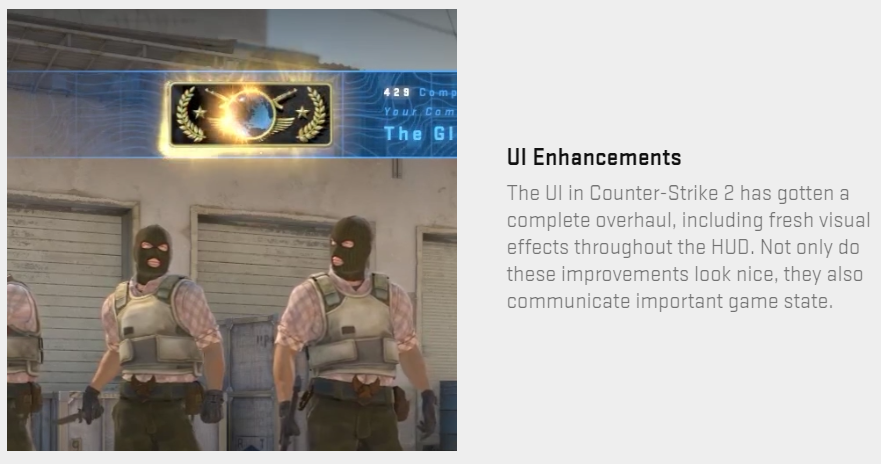 429 Comp
Your Com
The Gl
UI Enhancements
The UI in Counter-Strike 2 has gotten a
complete overhaul, including fresh visual
effects throughout the HUD. Not only do
these improvements look nice, they also
communicate important game state.